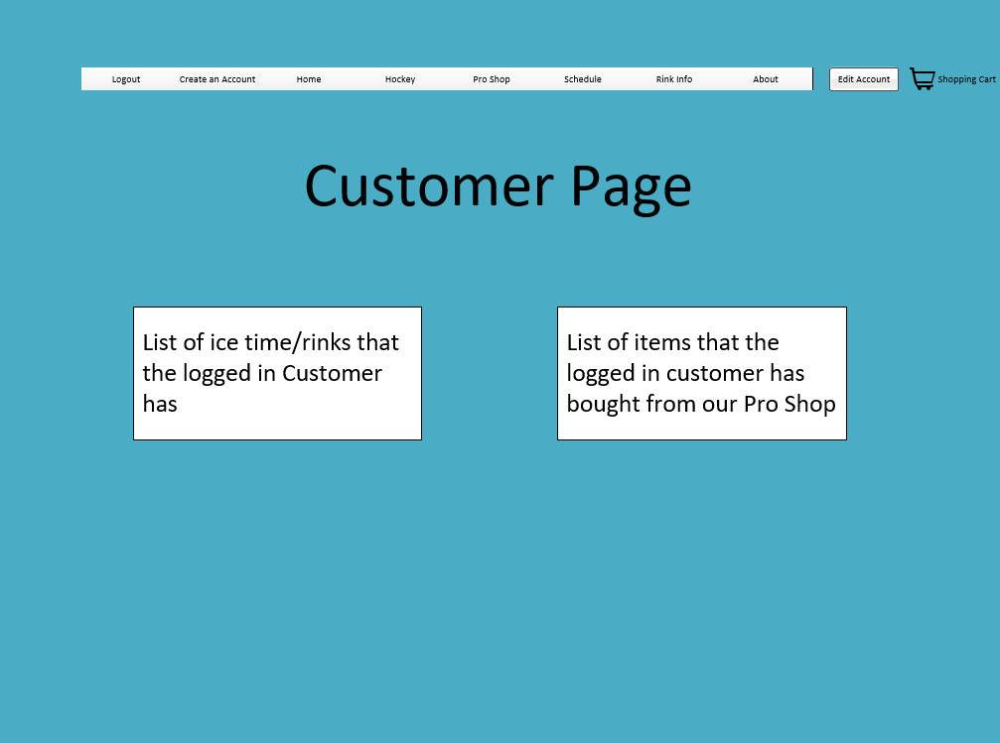 Logout Create an Account Home Hockey Pro Shop Schedule Rink Info About Edit Account Shopping Cart
Customer Page
List of ice time/rinks that
the logged in Customer
has
List of items that the
logged in customer has
bought from our Pro Shop